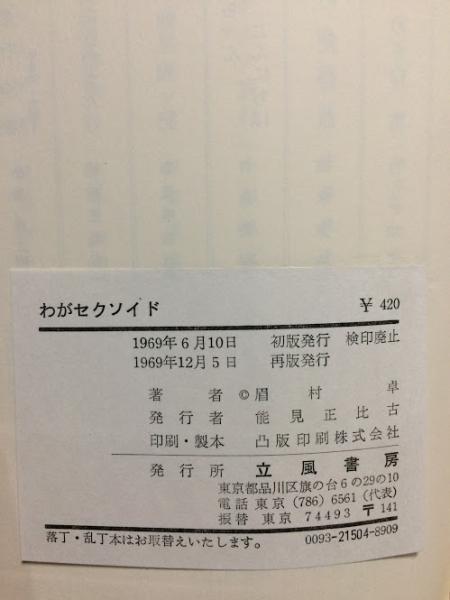 わがセクソイド ￥420
1969年6月10日 初版発行 検印廃止
1969年12月5日 再版発行
著者 ©眉村卓
発行者 能見正比古
印刷・製本 凸版印刷株式会社
発行所 立風書房
東京都品川区旗の台6の29の10
電話 東京 (786) 6561 (代表)
振替 東京 74493 〒141
落丁・乱丁本はお取替えいたします。 0093-21504-8909